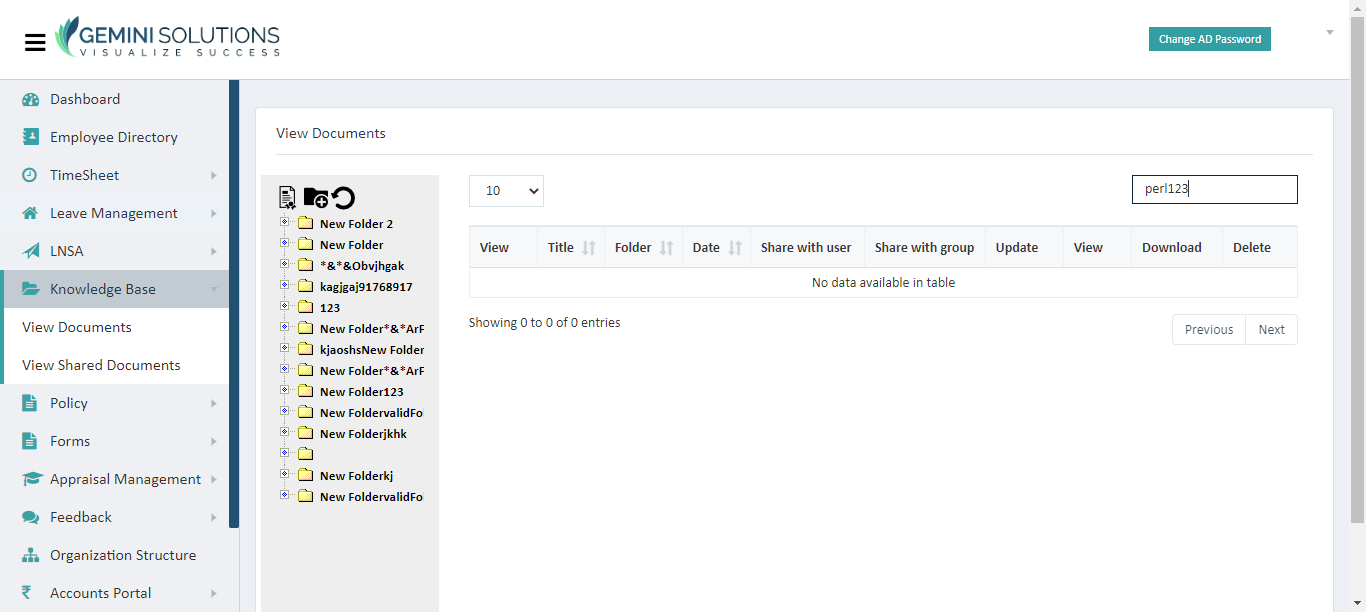 GEMINI SOLUTIONS
VISUALIZE SUCCESS
Change AD Password
Dashboard
Employee Directory
TimeSheet
Leave Management
LNSA
Knowledge Base
View Documents
View Shared Documents
Policy
Forms
Appraisal Management
Feedback
Organization Structure
Accounts Portal
View Documents
New Folder 2
New Folder
*&*&Obvjhgak
kagjgaj91768917
123
New Folder*&*ArF
kjaoshsNew Folder
New Folder*&*ArF
New Folder123
New FoldervalidFo
New Folderjkhk
New Folderkj
New FoldervalidFo
10
perl123
View Title Folder Date Share with user Share with group Update View Download Delete
No data available in table
Showing 0 to 0 of 0 entries
Previous Next